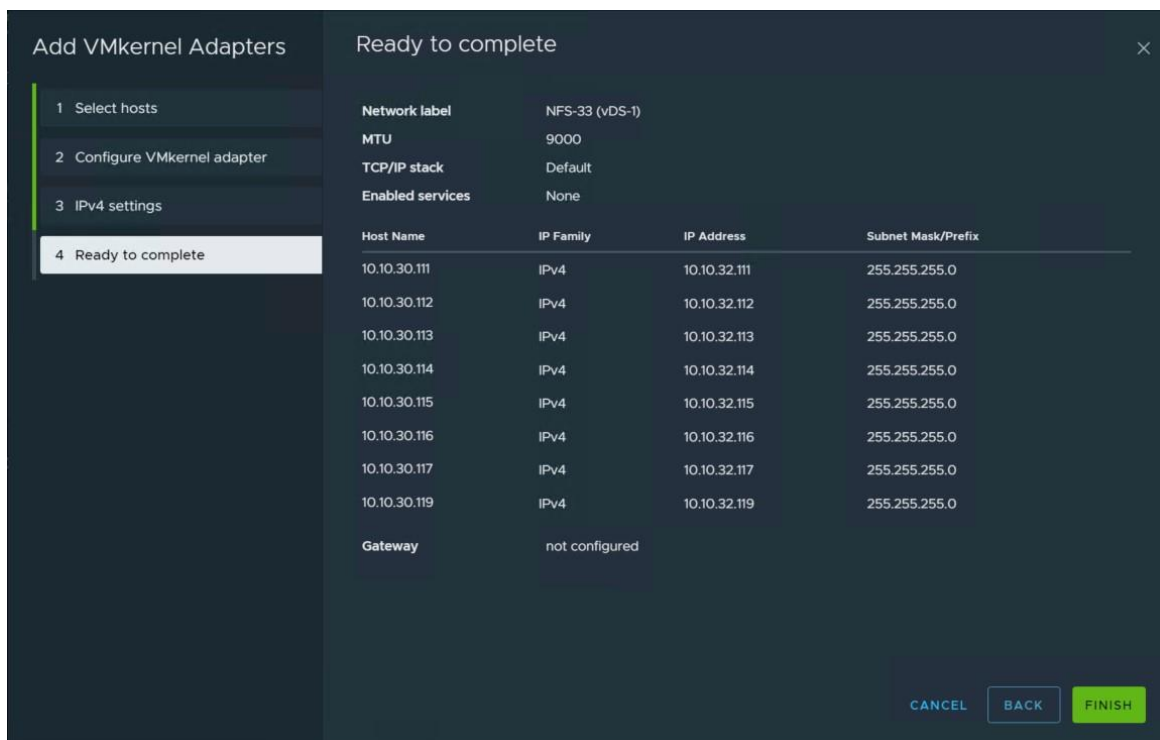 Add VMkernel Adapters
1 Select hosts
2 Configure VMkernel adapter
3 IPv4 settings
4 Ready to complete
Ready to complete
Network label NFS-33 (vDS-1)
MTU 9000
TCP/IP stack Default
Enabled services None
Host Name IP Family IP Address Subnet Mask/Prefix
10.10.30.111 IPv4 10.10.32.111 255.255.255.0
10.10.30.112 IPv4 10.10.32.112 255.255.255.0
10.10.30.113 IPv4 10.10.32.113 255.255.255.0
10.10.30.114 IPv4 10.10.32.114 255.255.255.0
10.10.30.115 IPv4 10.10.32.115 255.255.255.0
10.10.30.116 IPv4 10.10.32.116 255.255.255.0
10.10.30.117 IPv4 10.10.32.117 255.255.255.0
10.10.30.119 IPv4 10.10.32.119 255.255.255.0
Gateway not configured
CANCEL BACK FINISH